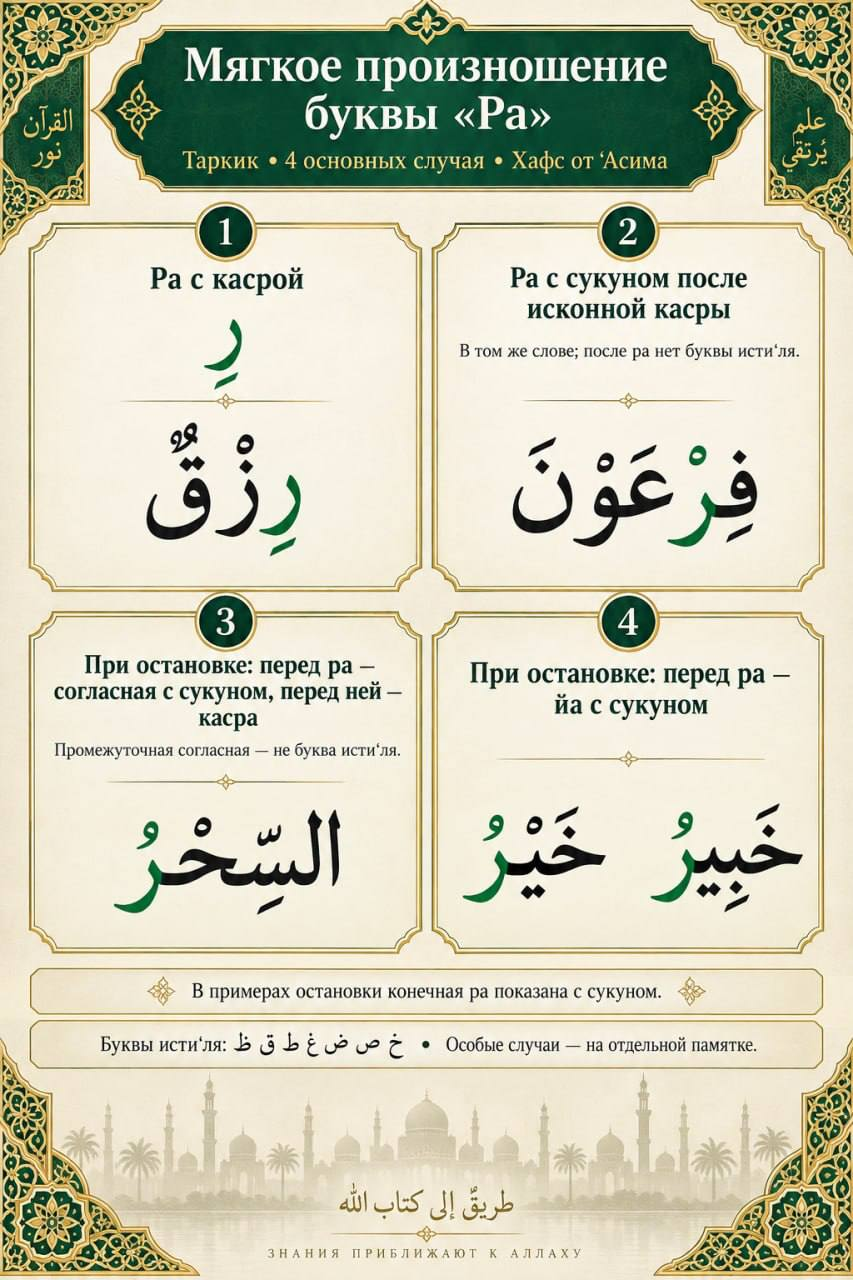 Мягкое произношение
буквы «Ра»
Таркик • 4 основных случая • Хафс от ‘Асима
القرآن
نور
علم
يُرتقي
1
Ра с касрой
رِ
رِزْقٌ
2
Ра с сукуном после
исконной касры
В том же слове; после ра нет буквы исти‘ля.
فِرْعَوْنَ
3
При остановке: перед ра –
согласная с сукуном, перед ней –
касра
Промежуточная согласная — не буква исти‘ля.
السِّحْرُ
4
При остановке: перед ра –
йа с сукуном
خَبِيرُ خَيْرُ
В примерах остановки конечная ра показана с сукуном.
Буквы исти‘ля: خ ص ض غ ط ق ظ • Особые случаи — на отдельной памятке.
طريقٌ إلى كتاب الله
ЗНАНИЯ ПРИБЛИЖАЮТ К АЛЛАХУ